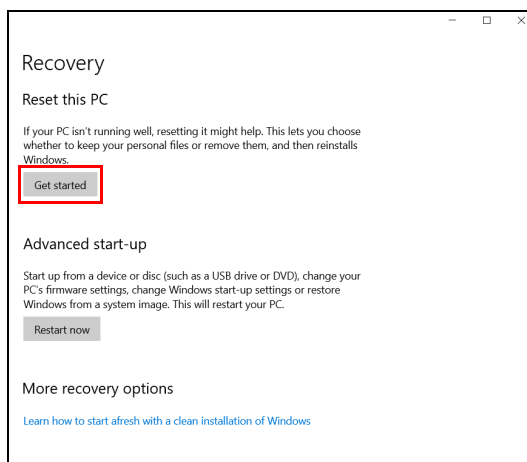 Recovery
Reset this PC
If your PC isn't running well, resetting it might help. This lets you choose
whether to keep your personal files or remove them, and then reinstalls
Windows.
Get started
Advanced start-up
Start up from a device or disc (such as a USB drive or DVD), change your
PC's firmware settings, change Windows start-up settings or restore
Windows from a system image. This will restart your PC.
Restart now
More recovery options
Learn how to start afresh with a clean installation of Windows